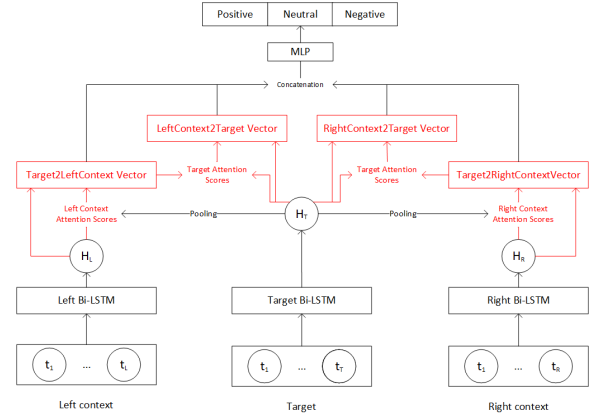 Positive Neutral Negative
MLP
Concatenation
LeftContext2Target Vector RightContext2Target Vector
Target2LeftContext Vector Target Attention Scores Target Attention Scores Target2RightContextVector
Left Context Attention Scores Pooling H_T Pooling Right Context Attention Scores
H_L H_R
Left Bi-LSTM Target Bi-LSTM Right Bi-LSTM
t_1 ... t_L t_1 ... t_T t_1 ... t_R
Left context Target Right context